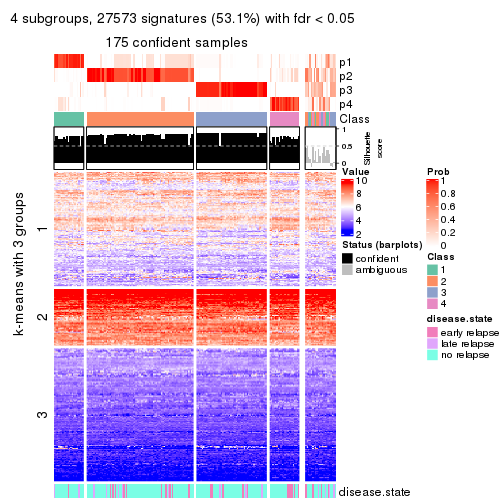 4 subgroups, 27573 signatures (53.1%) with fdr < 0.05
175 confident samples
p1
p2
p3
p4
Class
1
0.5
0
Silhouette
score
k-means with 3 groups
1
2
3
disease.state
Value
10
8
6
4
2
Status (barplots)
confident
ambiguous
Prob
1
0.8
0.6
0.4
0.2
0
Class
1
2
3
4
disease.state
early relapse
late relapse
no relapse